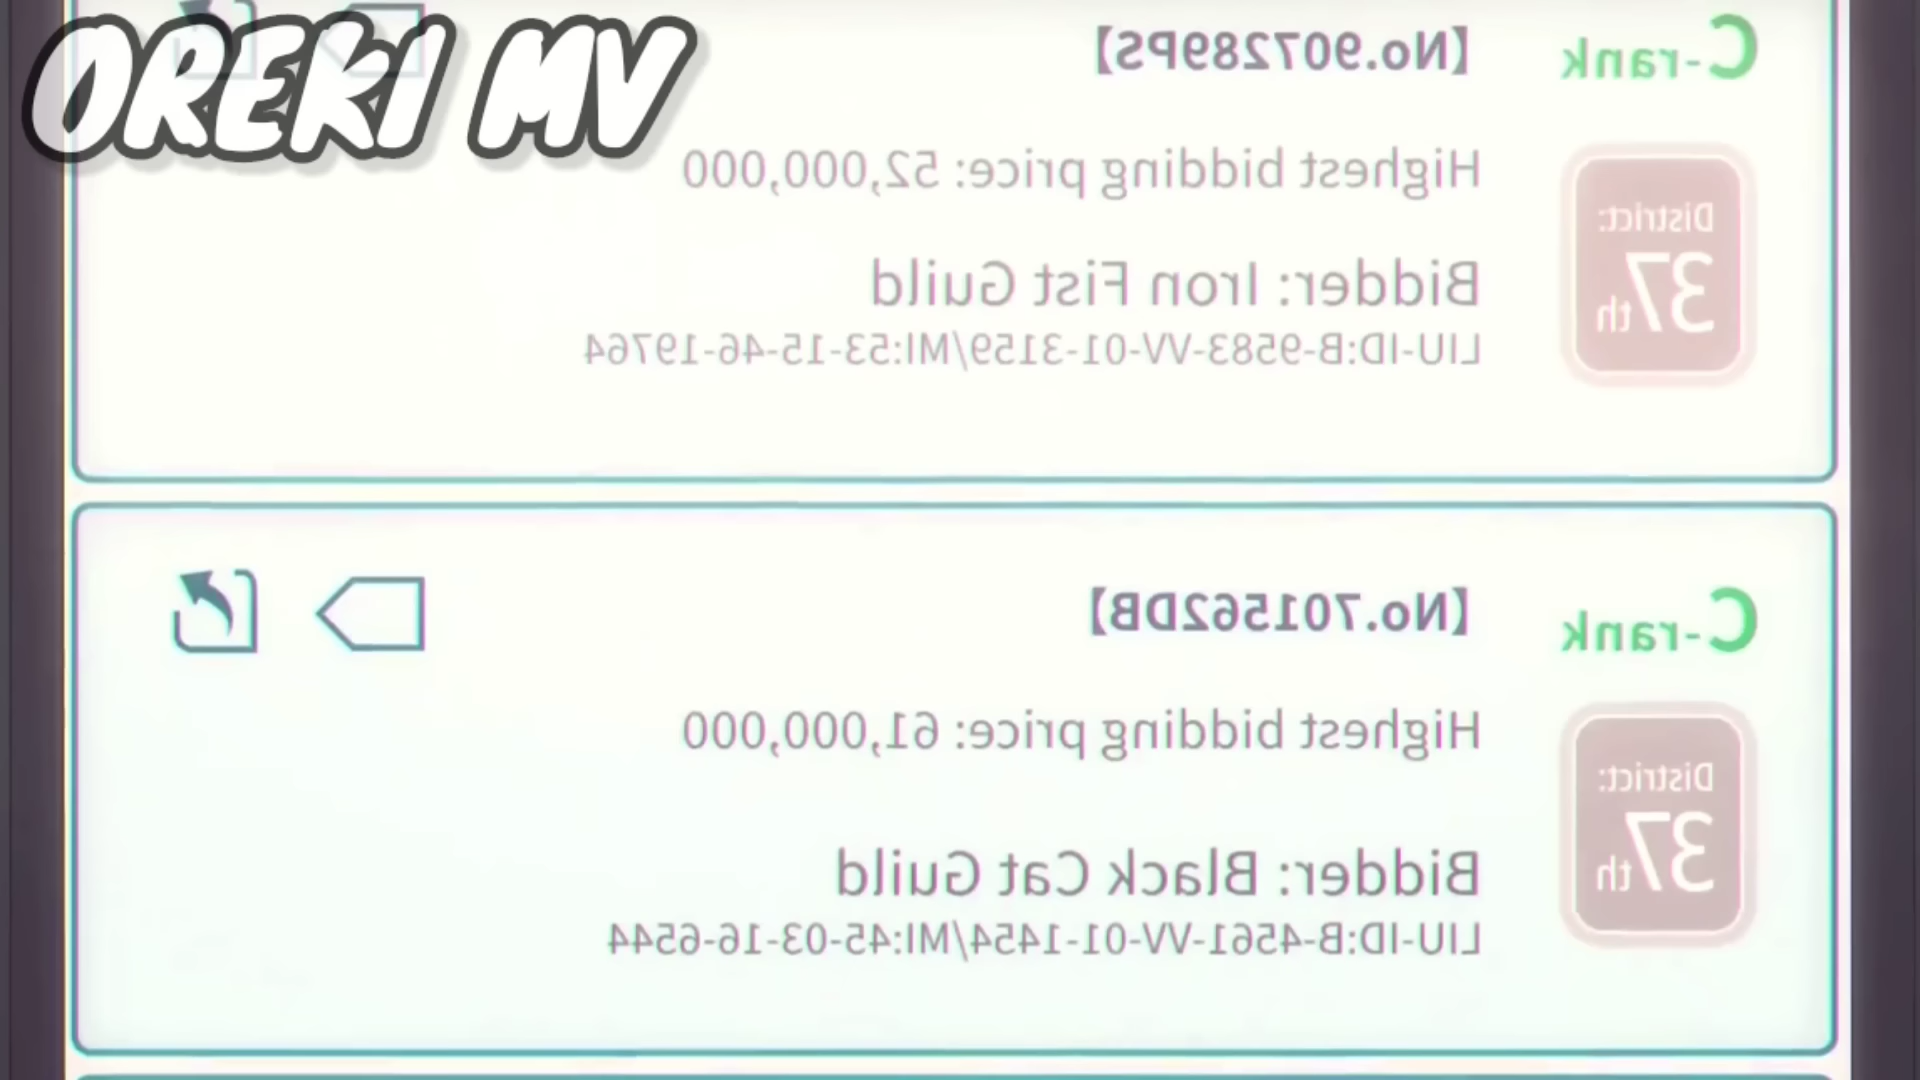 OREKI MV
C-rank 【No.907289PS】
Highest bidding price: 52,000,000
District:
37th
Bidder: Iron Fist Guild
LIU-ID:B-9583-VV-01-3159/MI:53-15-46-19764
C-rank 【No.701562DB】
Highest bidding price: 61,000,000
District:
37th
Bidder: Black Cat Guild
LIU-ID:B-4561-VV-01-1454/MI:45-03-16-6544